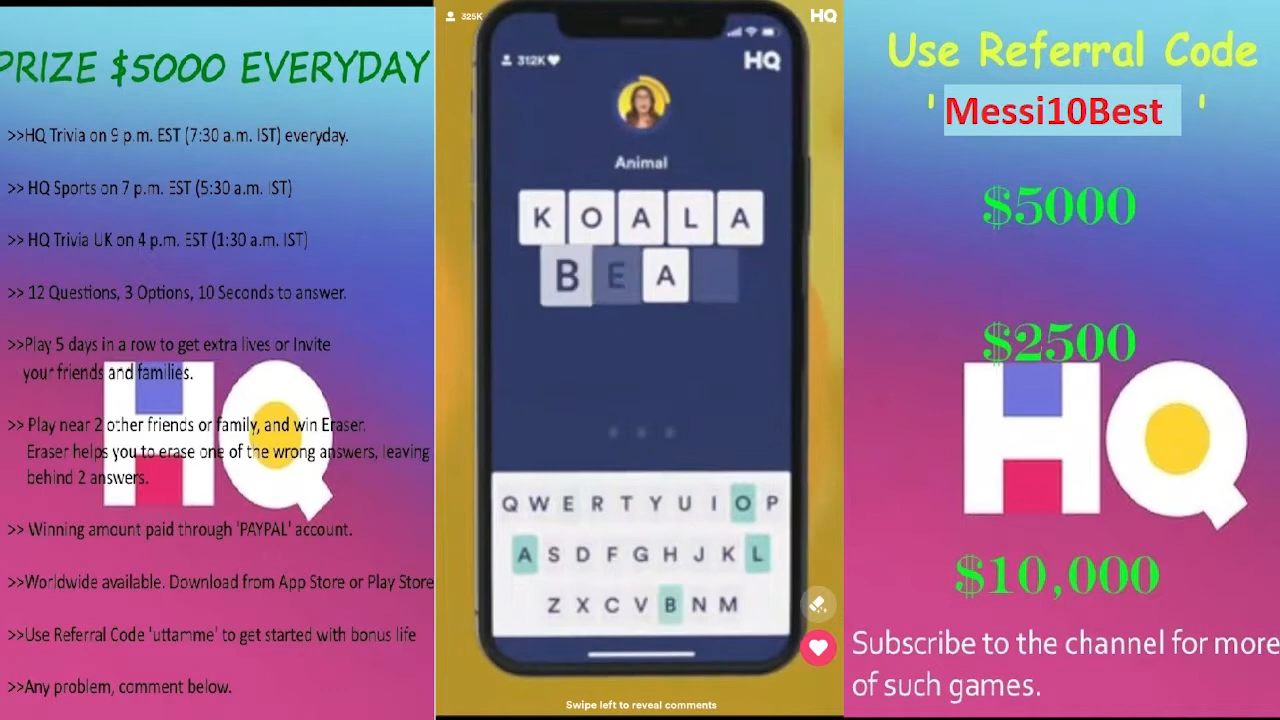 PRIZE $5000 EVERYDAY
>>HQ Trivia on 9 p.m. EST (7:30 a.m. IST) everyday.
>> HQ Sports on 7 p.m. EST (5:30 a.m. IST)
>> HQ Trivia UK on 4 p.m. EST (1:30 a.m. IST)
>> 12 Questions, 3 Options, 10 Seconds to answer.
>>Play 5 days in a row to get extra lives or Invite
your friends and families.
>> Play near 2 other friends or family, and win Eraser.
Eraser helps you to erase one of the wrong answers, leaving
behind 2 answers.
>> Winning amount paid through 'PAYPAL' account.
>>Worldwide available. Download from App Store or Play Store
>>Use Referral Code 'uttamme' to get started with bonus life
>>Any problem, comment below.
HQ
325K
HQ
312K
HQ
Animal
KOALA
BEA
QWERTYUIOP
ASDFGHJKL
ZXCVBNM
Swipe left to reveal comments
Use Referral Code
' Messi10Best '
$5000
$2500
HQ
$10,000
Subscribe to the channel for more
of such games.